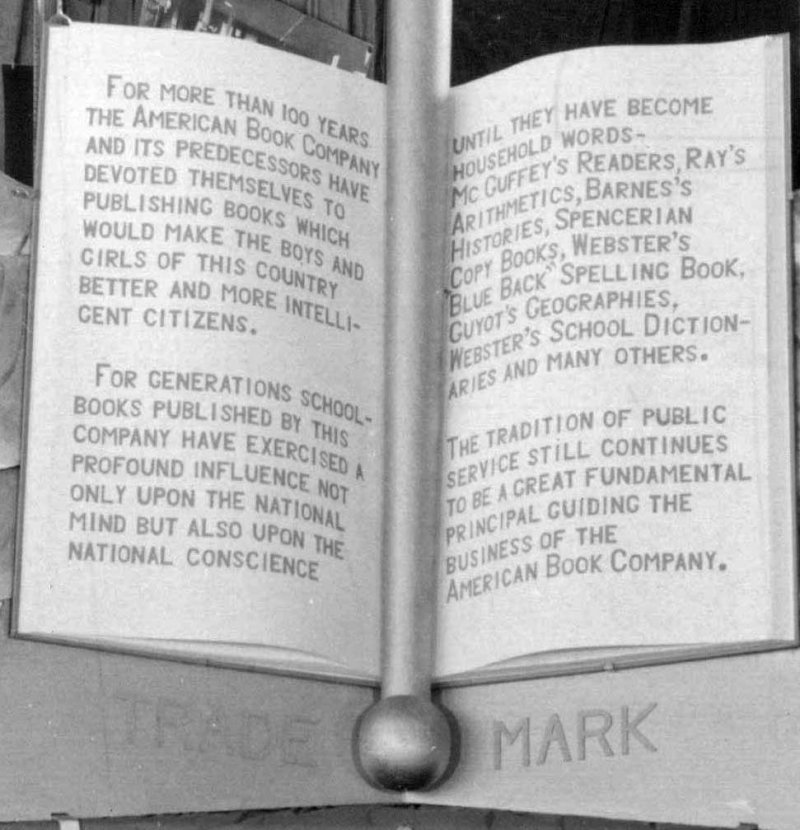 FOR MORE THAN 100 YEARS
THE AMERICAN BOOK COMPANY
AND ITS PREDECESSORS HAVE
DEVOTED THEMSELVES TO
PUBLISHING BOOKS WHICH
WOULD MAKE THE BOYS AND
GIRLS OF THIS COUNTRY
BETTER AND MORE INTELLI-
GENT CITIZENS.
FOR GENERATIONS SCHOOL-
BOOKS PUBLISHED BY THIS
COMPANY HAVE EXERCISED A
PROFOUND INFLUENCE NOT
ONLY UPON THE NATIONAL
MIND BUT ALSO UPON THE
NATIONAL CONSCIENCE
UNTIL THEY HAVE BECOME
HOUSEHOLD WORDS-
MC GUFFEY'S READERS, RAY'S
ARITHMETICS, BARNES'S
HISTORIES, SPENCERIAN
COPY BOOKS, WEBSTER'S
"BLUE BACK" SPELLING BOOK,
GUYOT'S GEOGRAPHIES,
WEBSTER'S SCHOOL DICTION-
ARIES AND MANY OTHERS.
THE TRADITION OF PUBLIC
SERVICE STILL CONTINUES
TO BE A GREAT FUNDAMENTAL
PRINCIPAL GUIDING THE
BUSINESS OF THE
AMERICAN BOOK COMPANY.
TRADE MARK